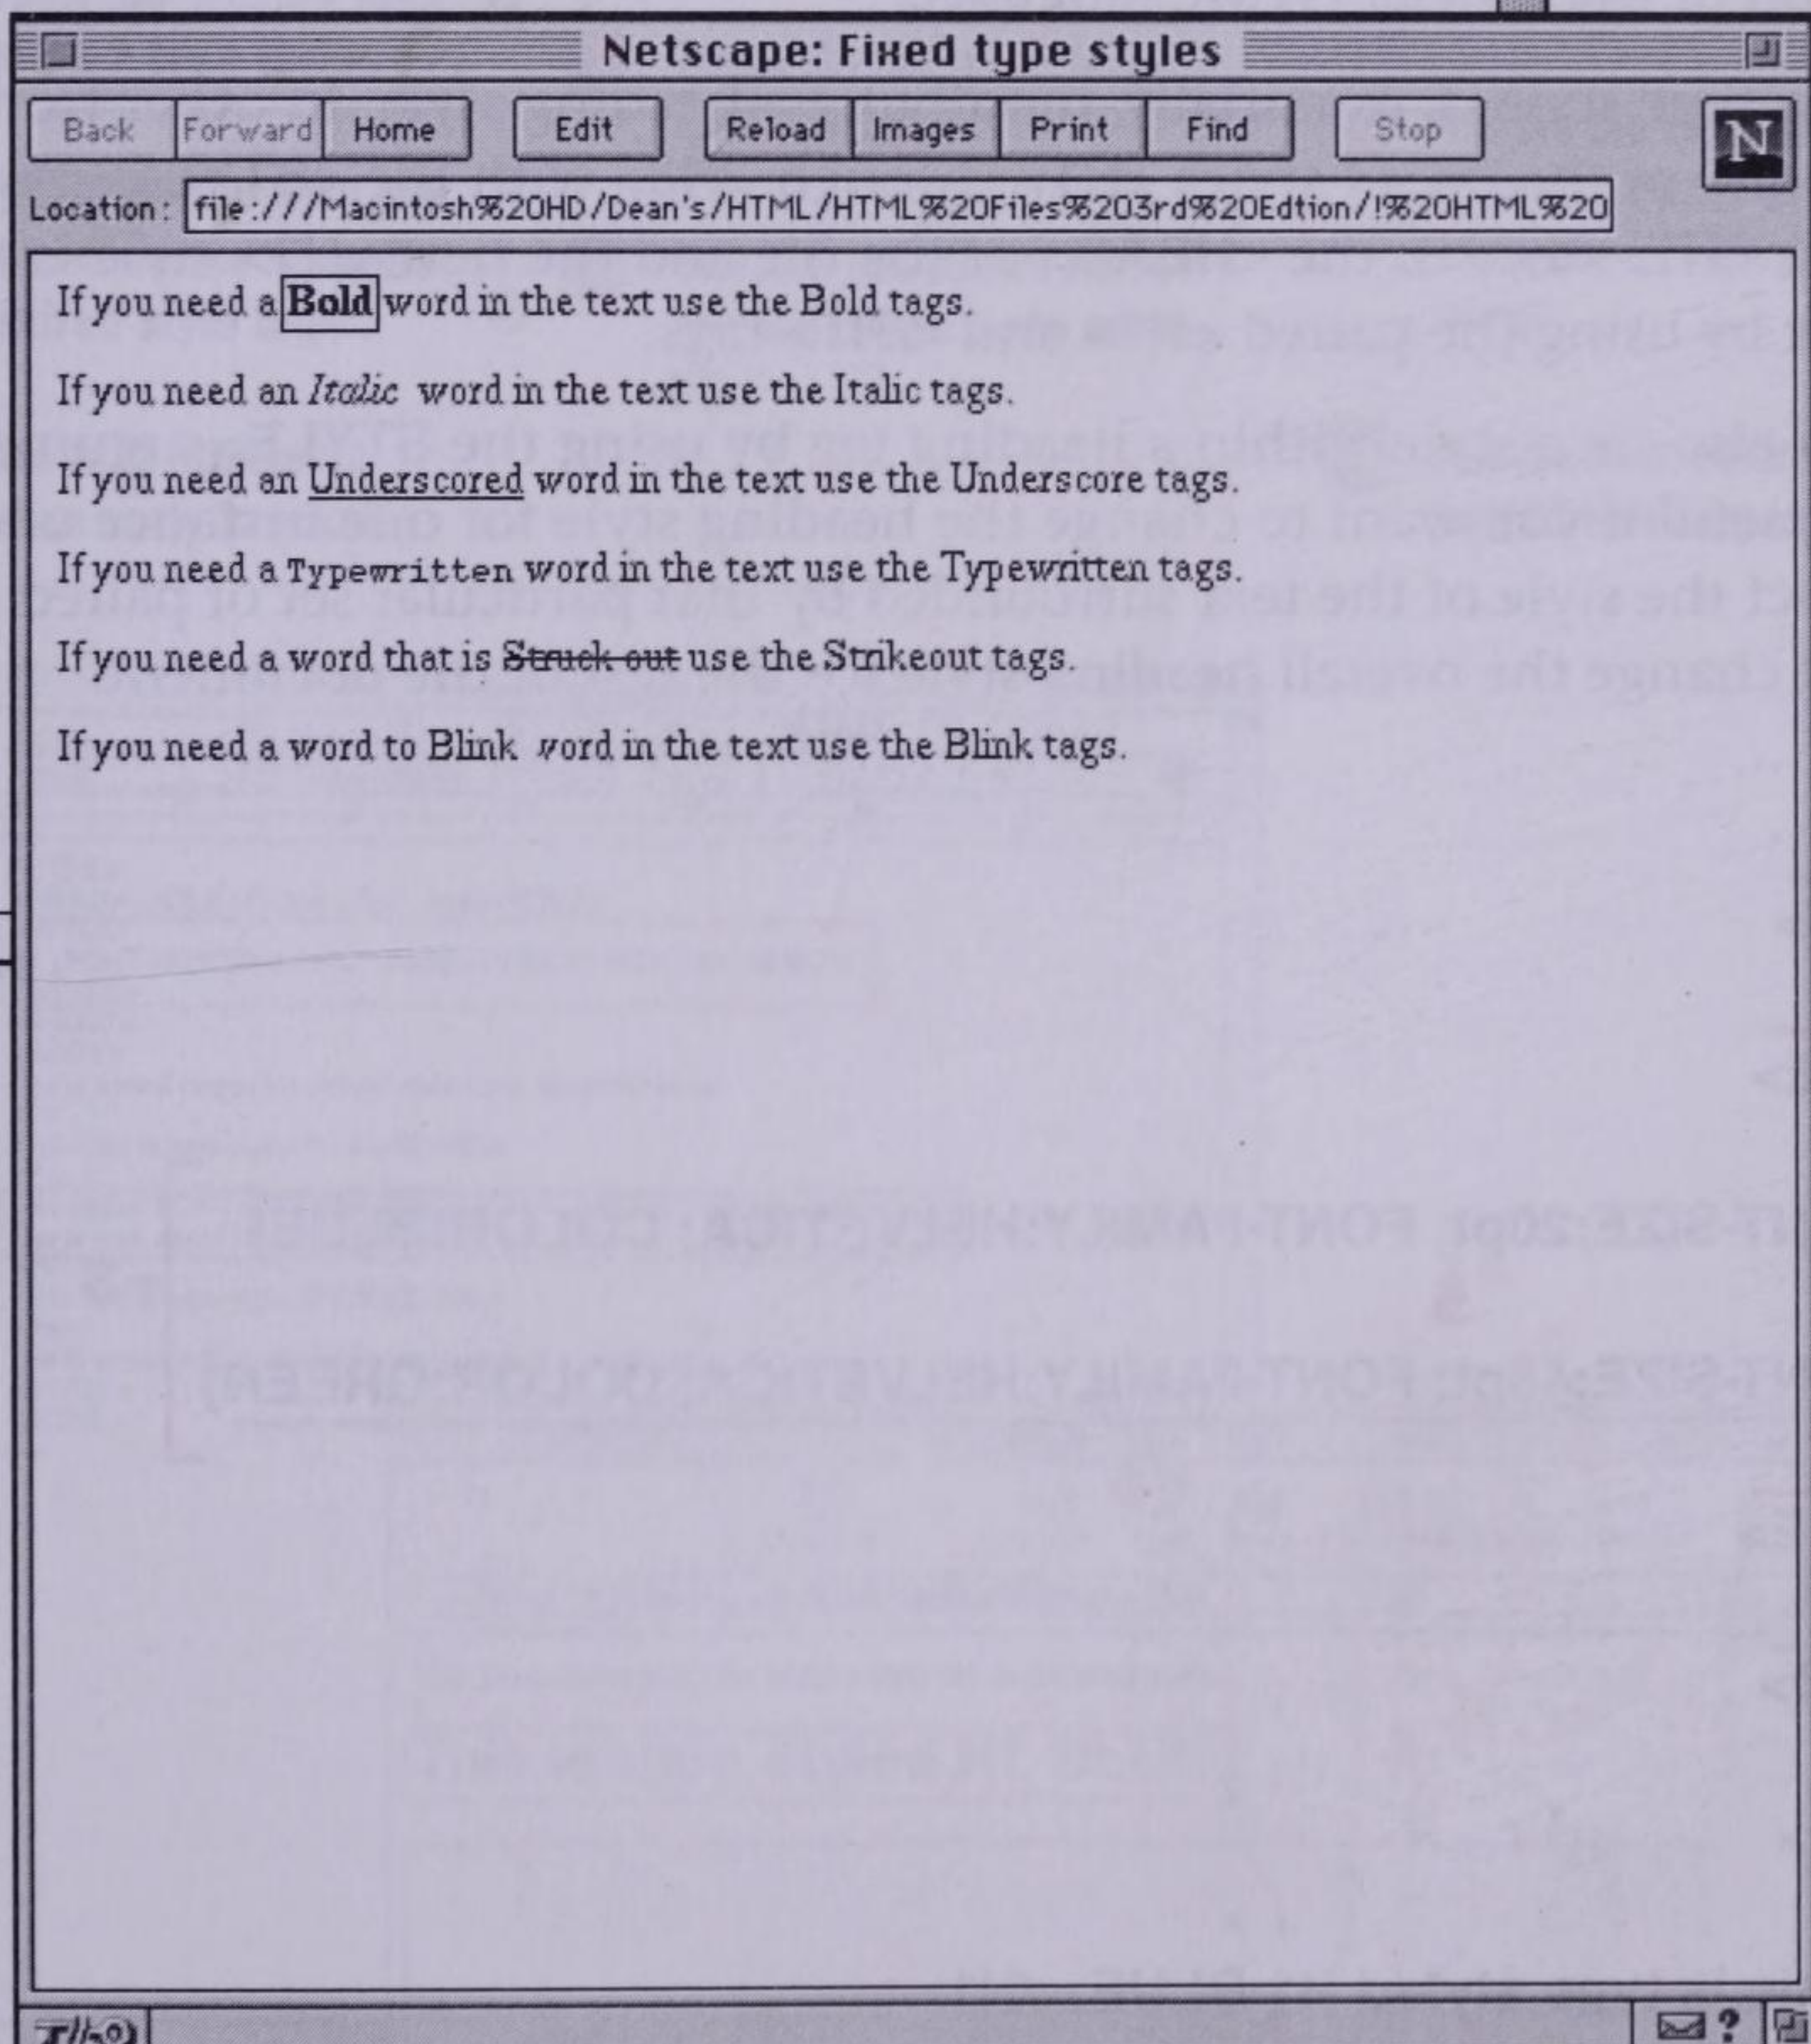 Netscape: Fixed type styles
Back Forward Home Edit Reload Images Print Find Stop N
Location: file:///Macintosh%20HD/Dean's/HTML/HTML%20Files%203rd%20Edtion/!%20HTML%20
If you need a Bold word in the text use the Bold tags.
If you need an Italic word in the text use the Italic tags.
If you need an Underscored word in the text use the Underscore tags.
If you need a Typewritten word in the text use the Typewritten tags.
If you need a word that is Struck out use the Strikeout tags.
If you need a word to Blink word in the text use the Blink tags.
?